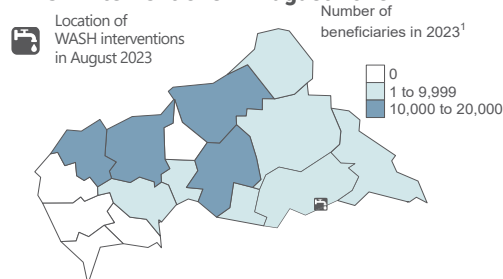 Location of
WASH interventions
in August 2023
Number of
beneficiaries in 2023¹
0
1 to 9,999
10,000 to 20,000